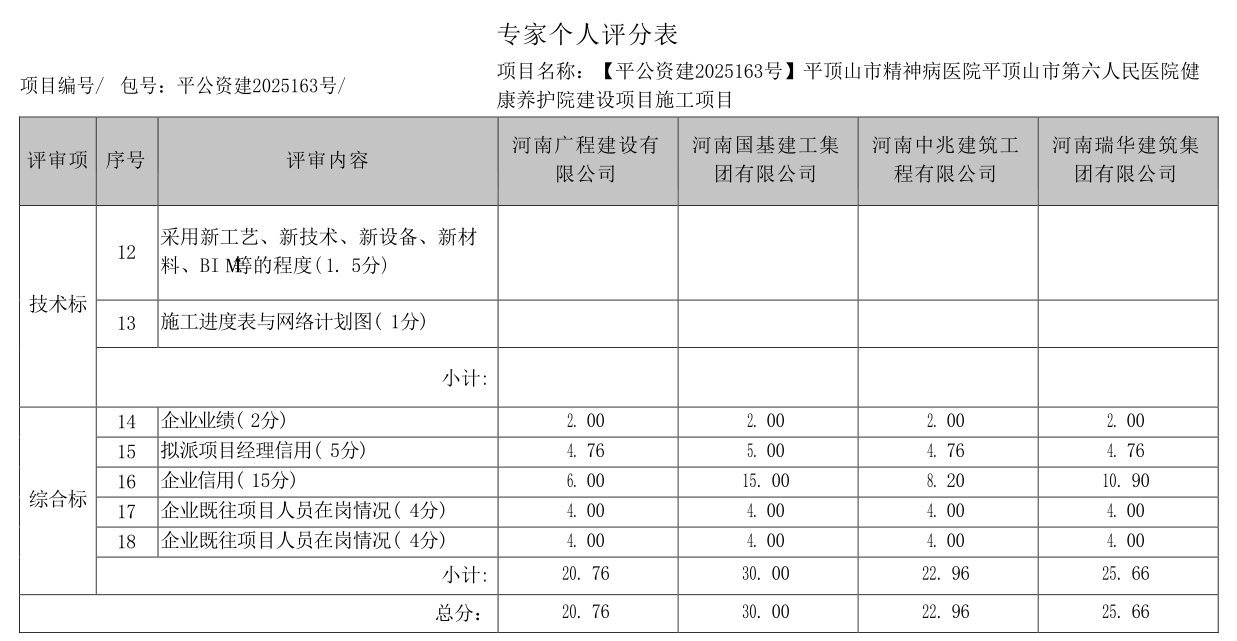 专家个人评分表
项目编号/ 包号：平公资建2025163号/
项目名称：【平公资建2025163号】平顶山市精神病医院平顶山市第六人民医院健
康养护院建设项目施工项目
评审项 序号 评审内容 河南广程建设有限公司 河南国基建工集团有限公司 河南中兆建筑工程有限公司 河南瑞华建筑集团有限公司
技术标
12 采用新工艺、新技术、新设备、新材
料、BIM等的程度(1.5分)
13 施工进度表与网络计划图(1分)
小计:
综合标
14 企业业绩(2分) 2.00 2.00 2.00 2.00
15 拟派项目经理信用(5分) 4.76 5.00 4.76 4.76
16 企业信用(15分) 6.00 15.00 8.20 10.90
17 企业既往项目人员在岗情况(4分) 4.00 4.00 4.00 4.00
18 企业既往项目人员在岗情况(4分) 4.00 4.00 4.00 4.00
小计: 20.76 30.00 22.96 25.66
总分: 20.76 30.00 22.96 25.66